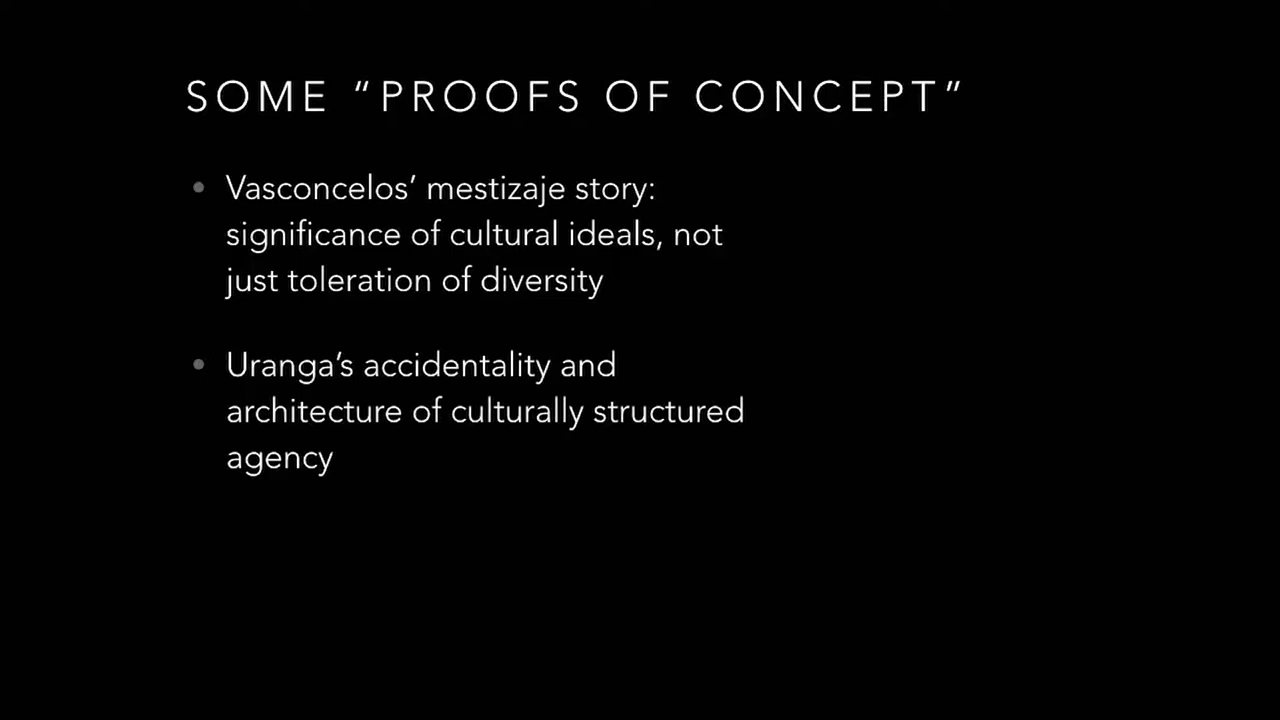 SOME “PROOFS OF CONCEPT”
• Vasconcelos’ mestizaje story:
significance of cultural ideals, not
just toleration of diversity
• Uranga’s accidentality and
architecture of culturally structured
agency